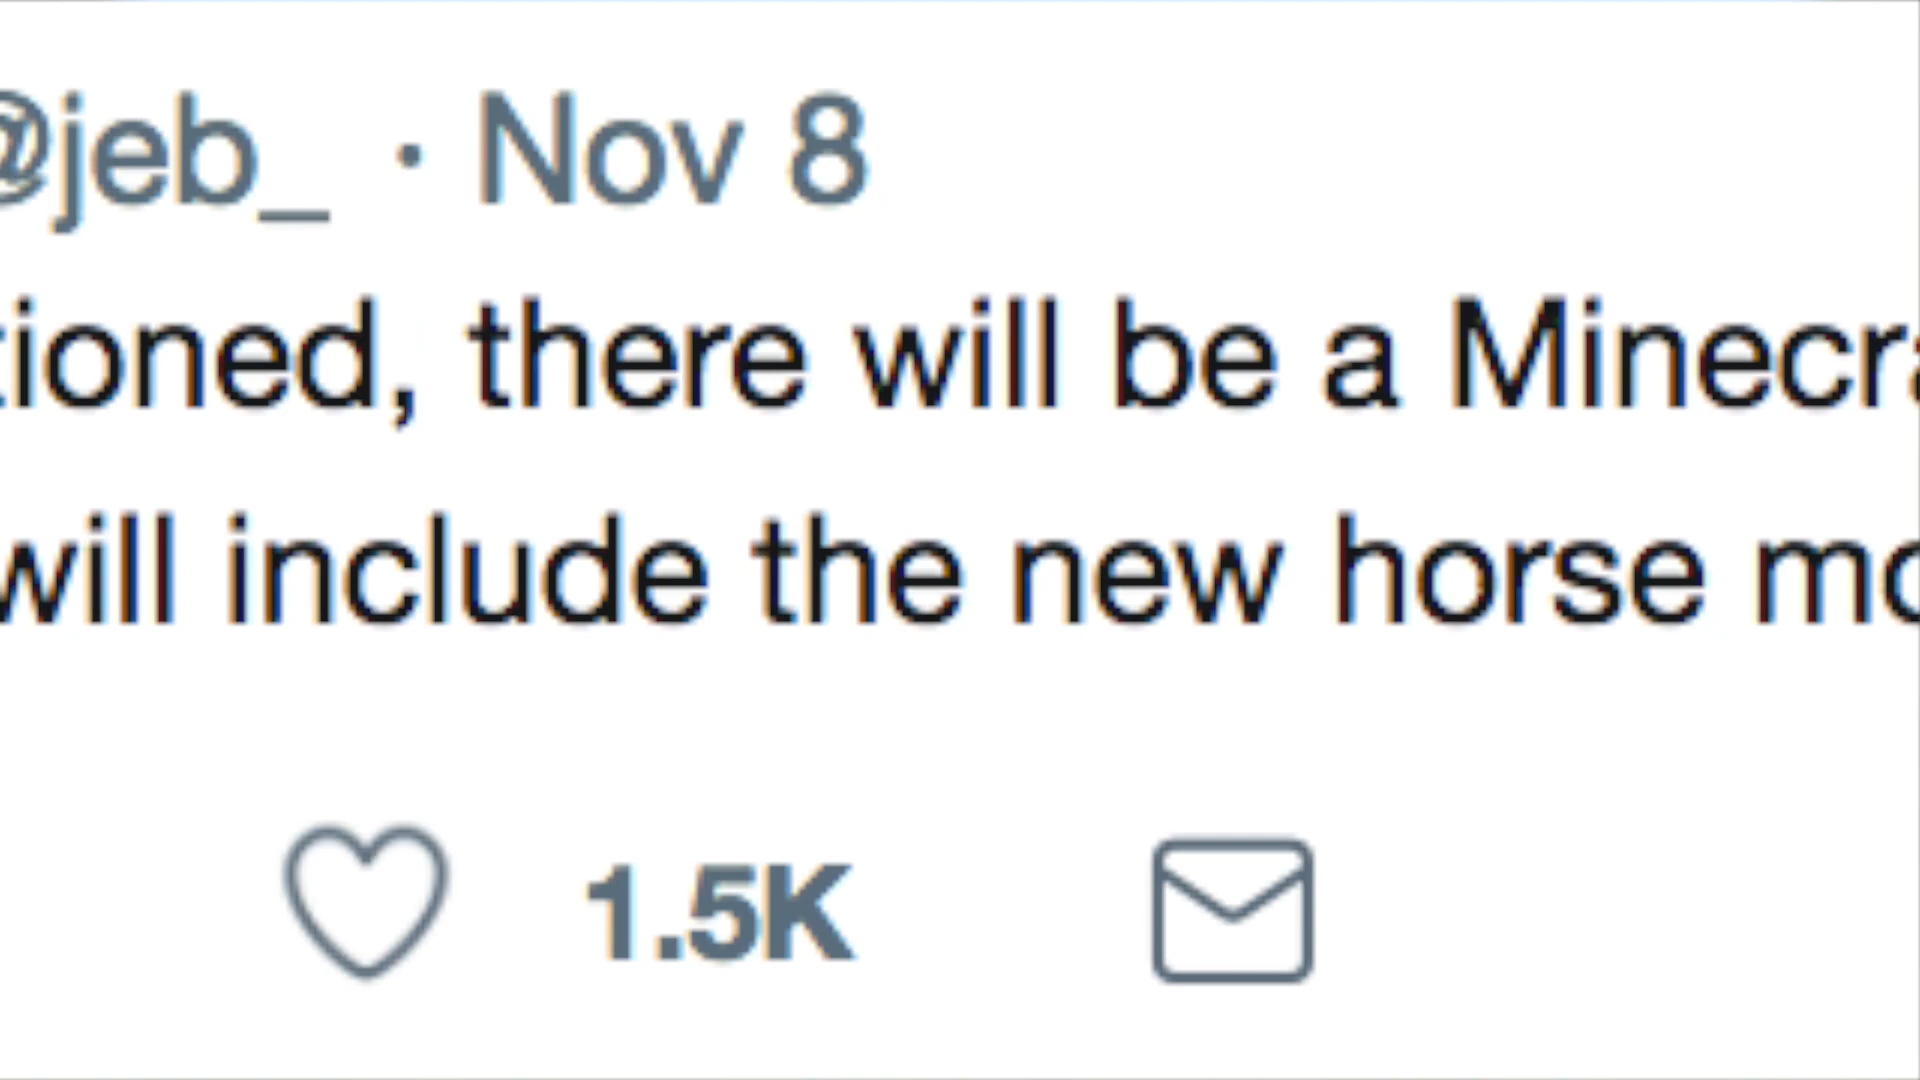 @jeb_ · Nov 8
tioned, there will be a Minecra
will include the new horse mo
1.5K